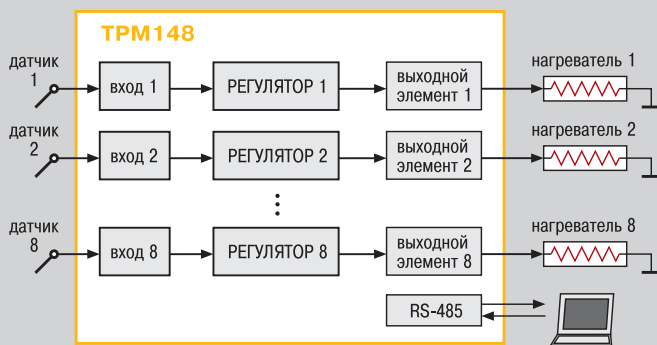 ТРМ148
датчик
1
вход 1
РЕГУЛЯТОР 1
выходной
элемент 1
нагреватель 1
датчик
2
вход 2
РЕГУЛЯТОР 2
выходной
элемент 2
нагреватель 2
датчик
8
вход 8
РЕГУЛЯТОР 8
выходной
элемент 8
нагреватель 8
RS-485